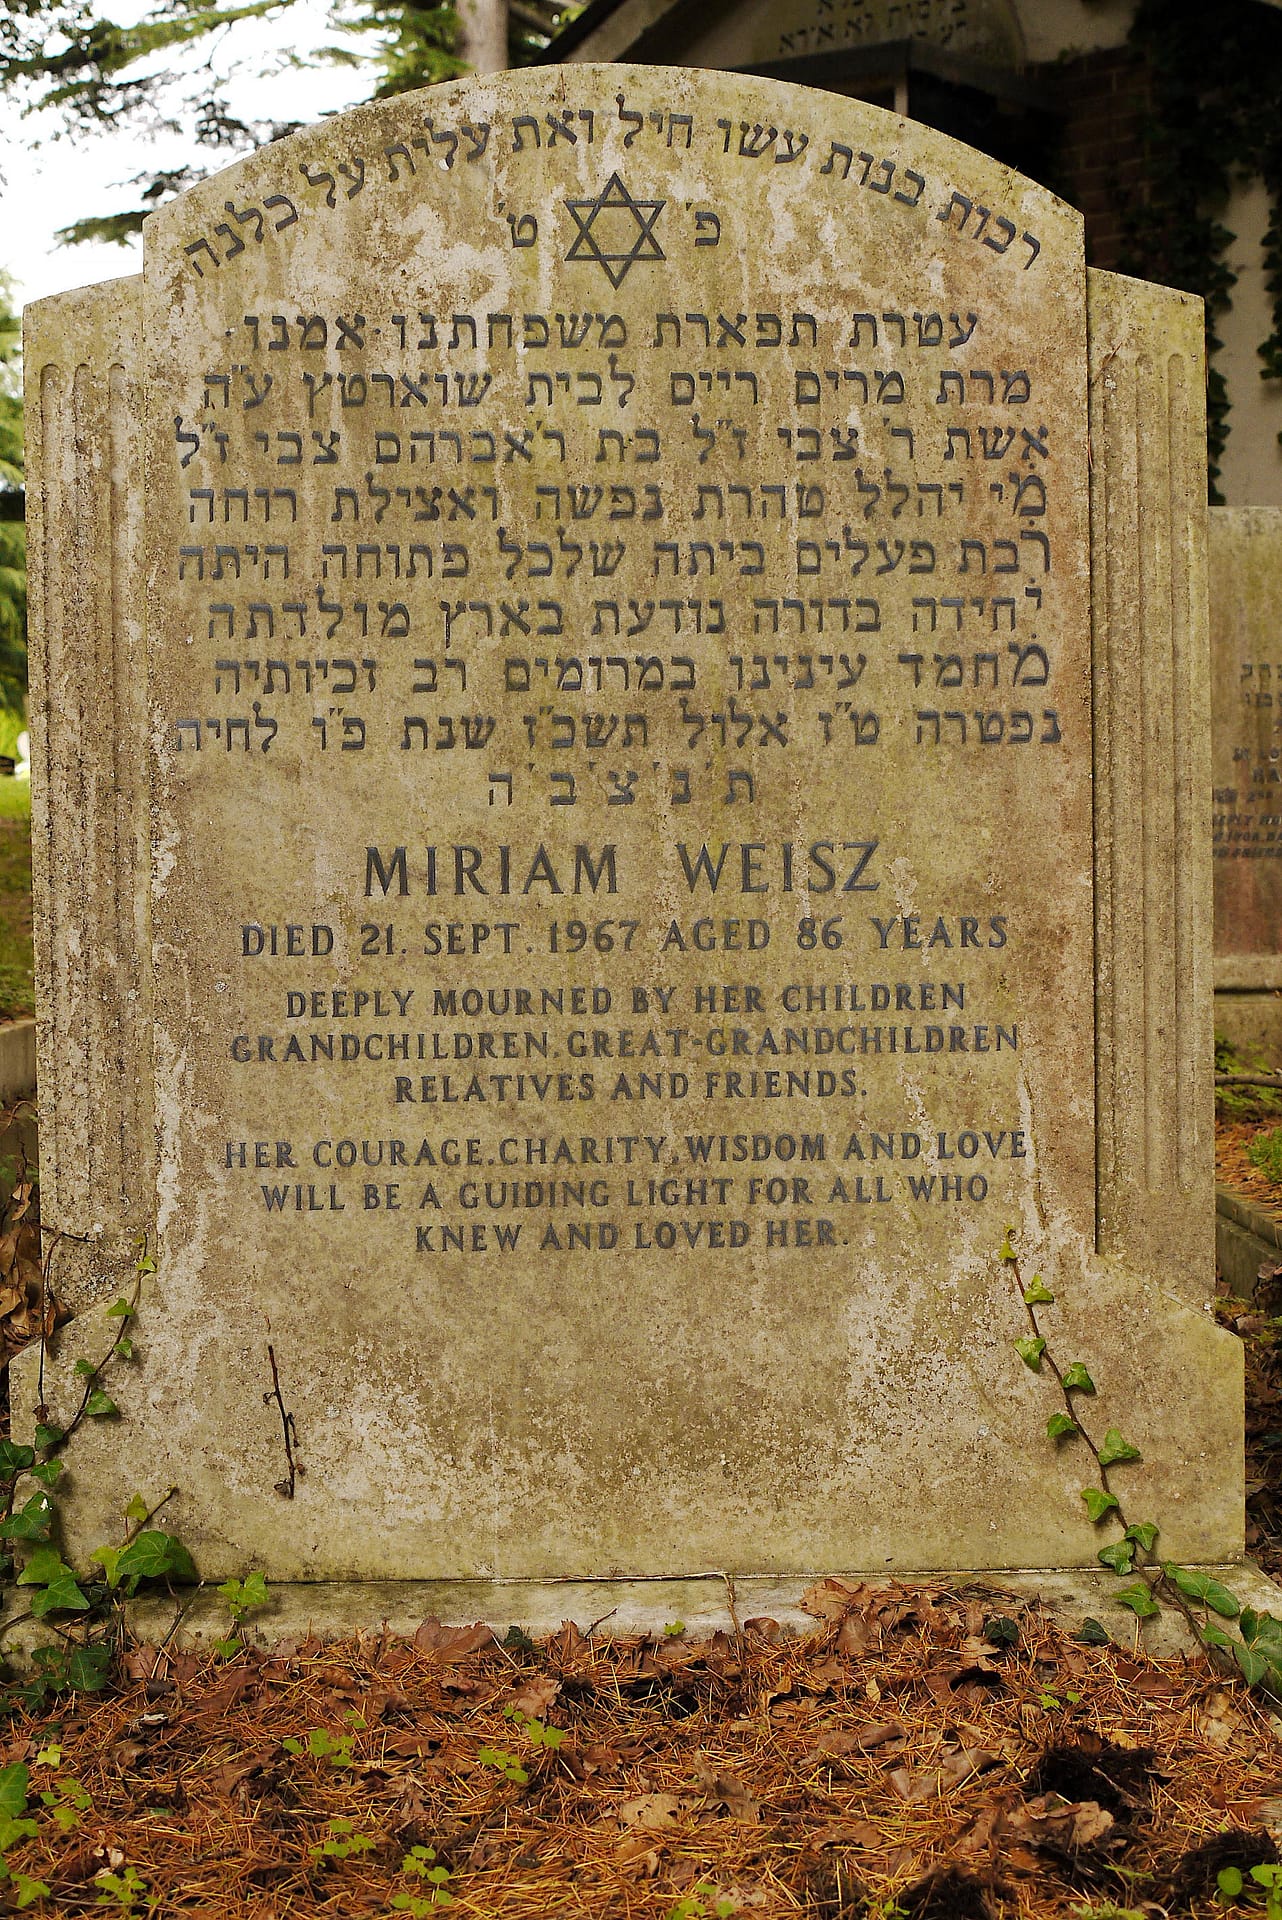 רבות בנות עשו חיל ואת עלית על כלנה
פ׳ ט׳
עטרת תפארת משפחתנו אמנו
מרת מרים רייס לבית שווארטץ ע״ה
אשת ר׳ צבי ז״ל בת ר׳ אברהם צבי ז״ל
מי יהלל טהרת נפשה ואצילת רוחה
רבת פעלים ביתה שלכל פתוחה היתה
יחידה בדורה נודעת בארץ מולדתה
מחמד עינינו במרומים רב זכיותיה
נפטרה ט״ז אלול תשכ״ז שנת פ״ו לחיה
ת׳נ׳צ׳ב׳ה
MIRIAM WEISZ
DIED 21. SEPT. 1967 AGED 86 YEARS
DEEPLY MOURNED BY HER CHILDREN
GRANDCHILDREN, GREAT-GRANDCHILDREN
RELATIVES AND FRIENDS.
HER COURAGE, CHARITY, WISDOM AND LOVE
WILL BE A GUIDING LIGHT FOR ALL WHO
KNEW AND LOVED HER.